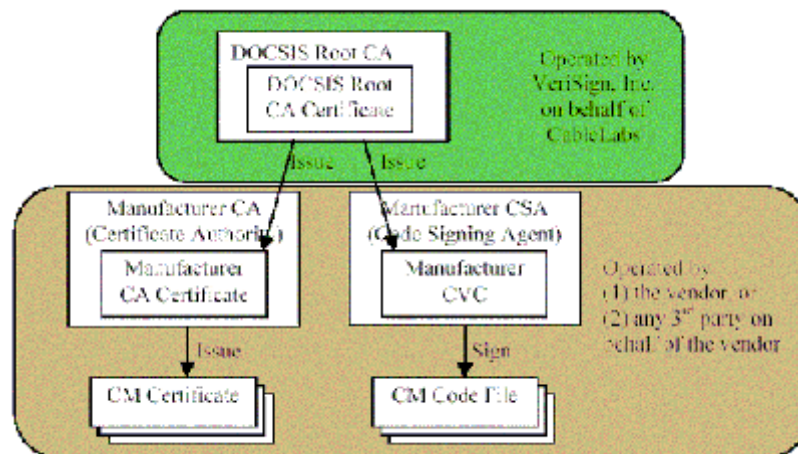 DOCSIS Root CA
DOCSIS Root
CA Certificate
Operated by
VeriSign, Inc.
on behalf of
CubicLabs
Issue
Issue
Manufacturer CA
(Certificate Authority)
Manufacturer
CA Certificate
Manufacturer CSA
(Code Signing Agent)
Manufacturer
CVC
Operated by
(1) the vendor, or
(2) any 3rd party on
behalf of the vendor
Issue
Sign
CM Certificate
CM Code File